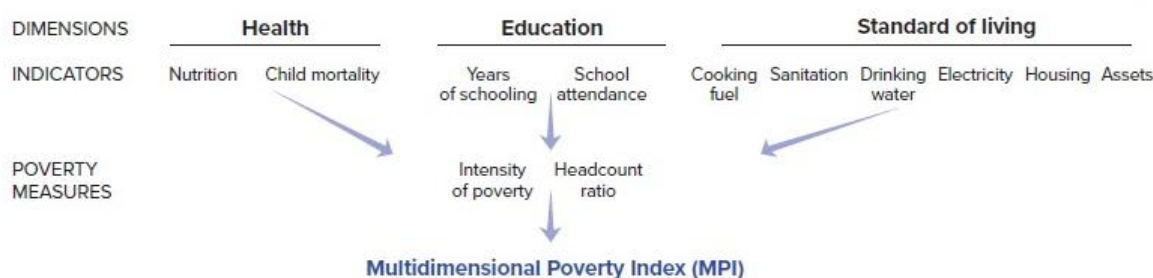 DIMENSIONS Health Education Standard of living
INDICATORS Nutrition Child mortality Years of schooling School attendance Cooking fuel Sanitation Drinking water Electricity Housing Assets
POVERTY MEASURES Intensity of poverty Headcount ratio
Multidimensional Poverty Index (MPI)